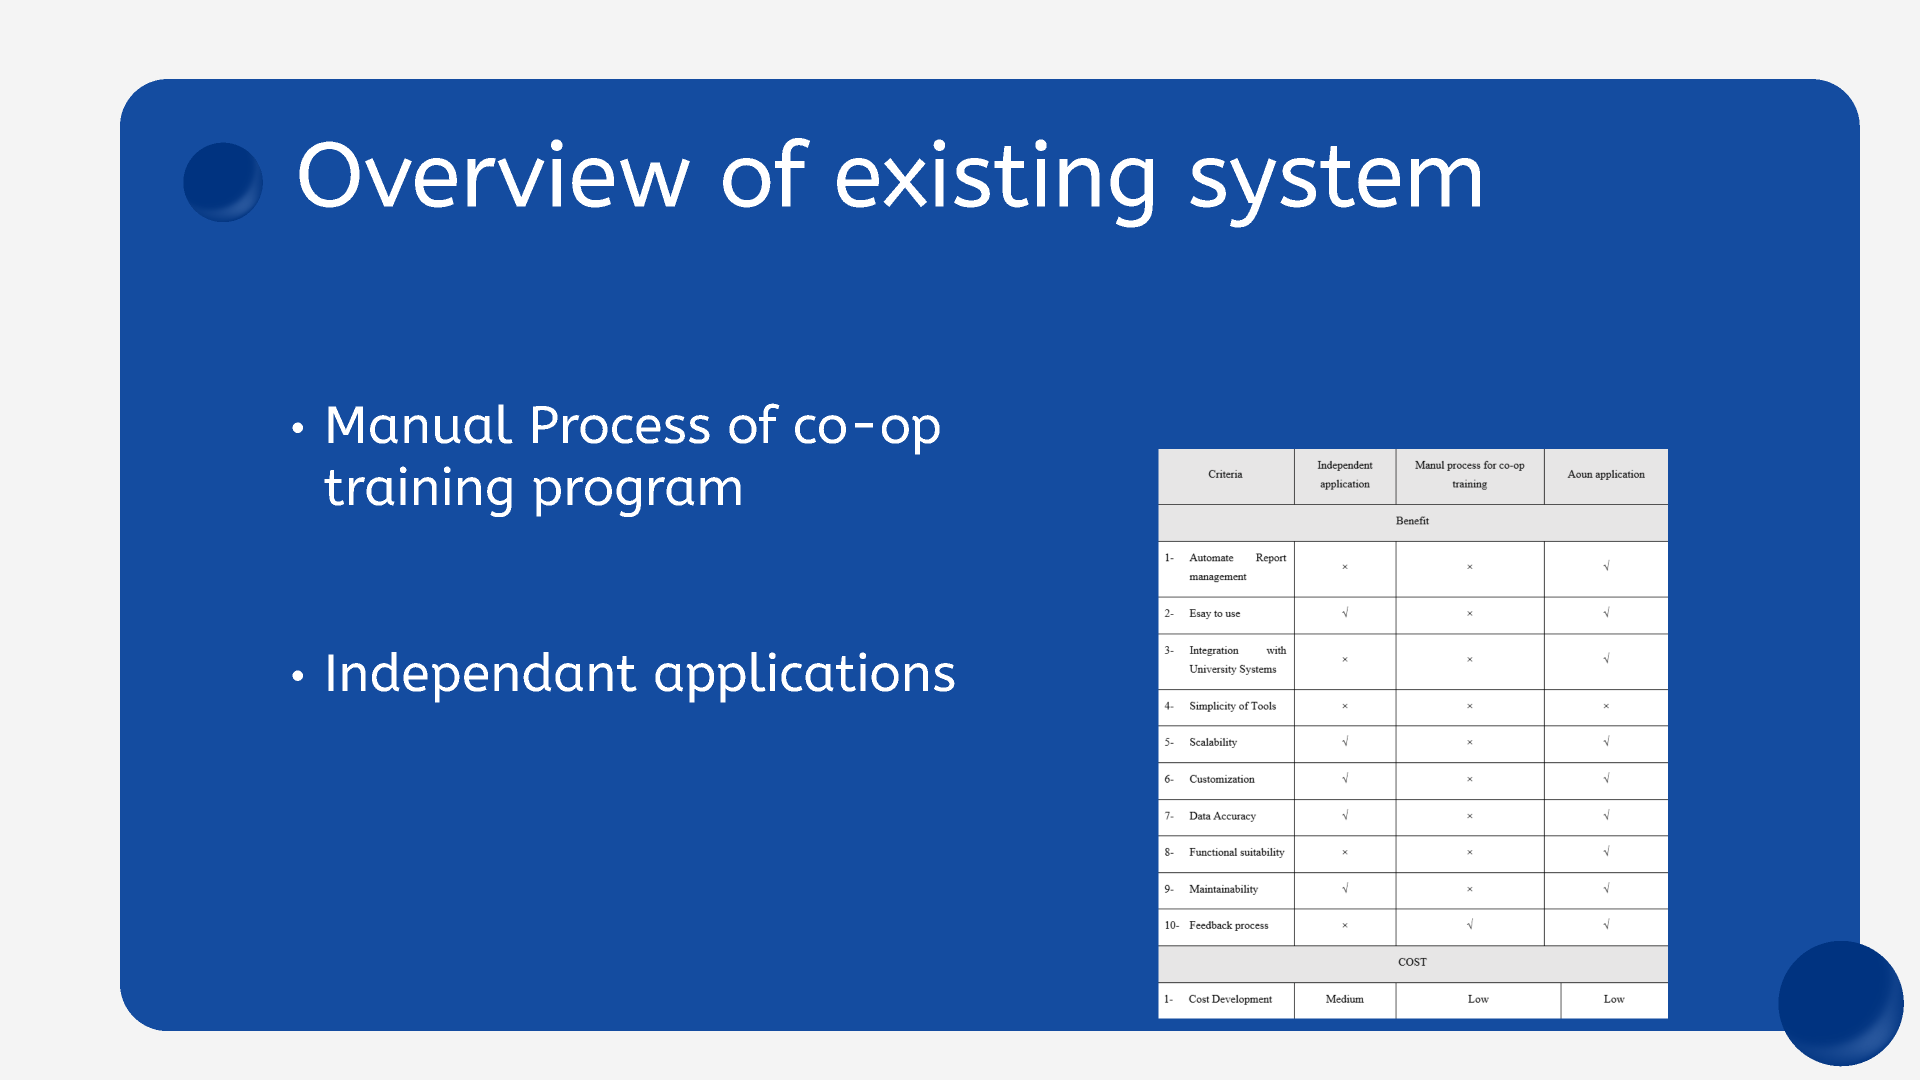 Overview of existing system
• Manual Process of co-op
training program
• Independant applications
Criteria Independent application Manul process for co-op training Aoun application
Benefit
1- Automate Report management × × √
2- Esay to use √ × √
3- Integration with University Systems × × √
4- Simplicity of Tools × × ×
5- Scalability √ × √
6- Customization √ × √
7- Data Accuracy √ × √
8- Functional suitability × × √
9- Maintainability √ × √
10- Feedback process × √ √
COST
1- Cost Development Medium Low Low